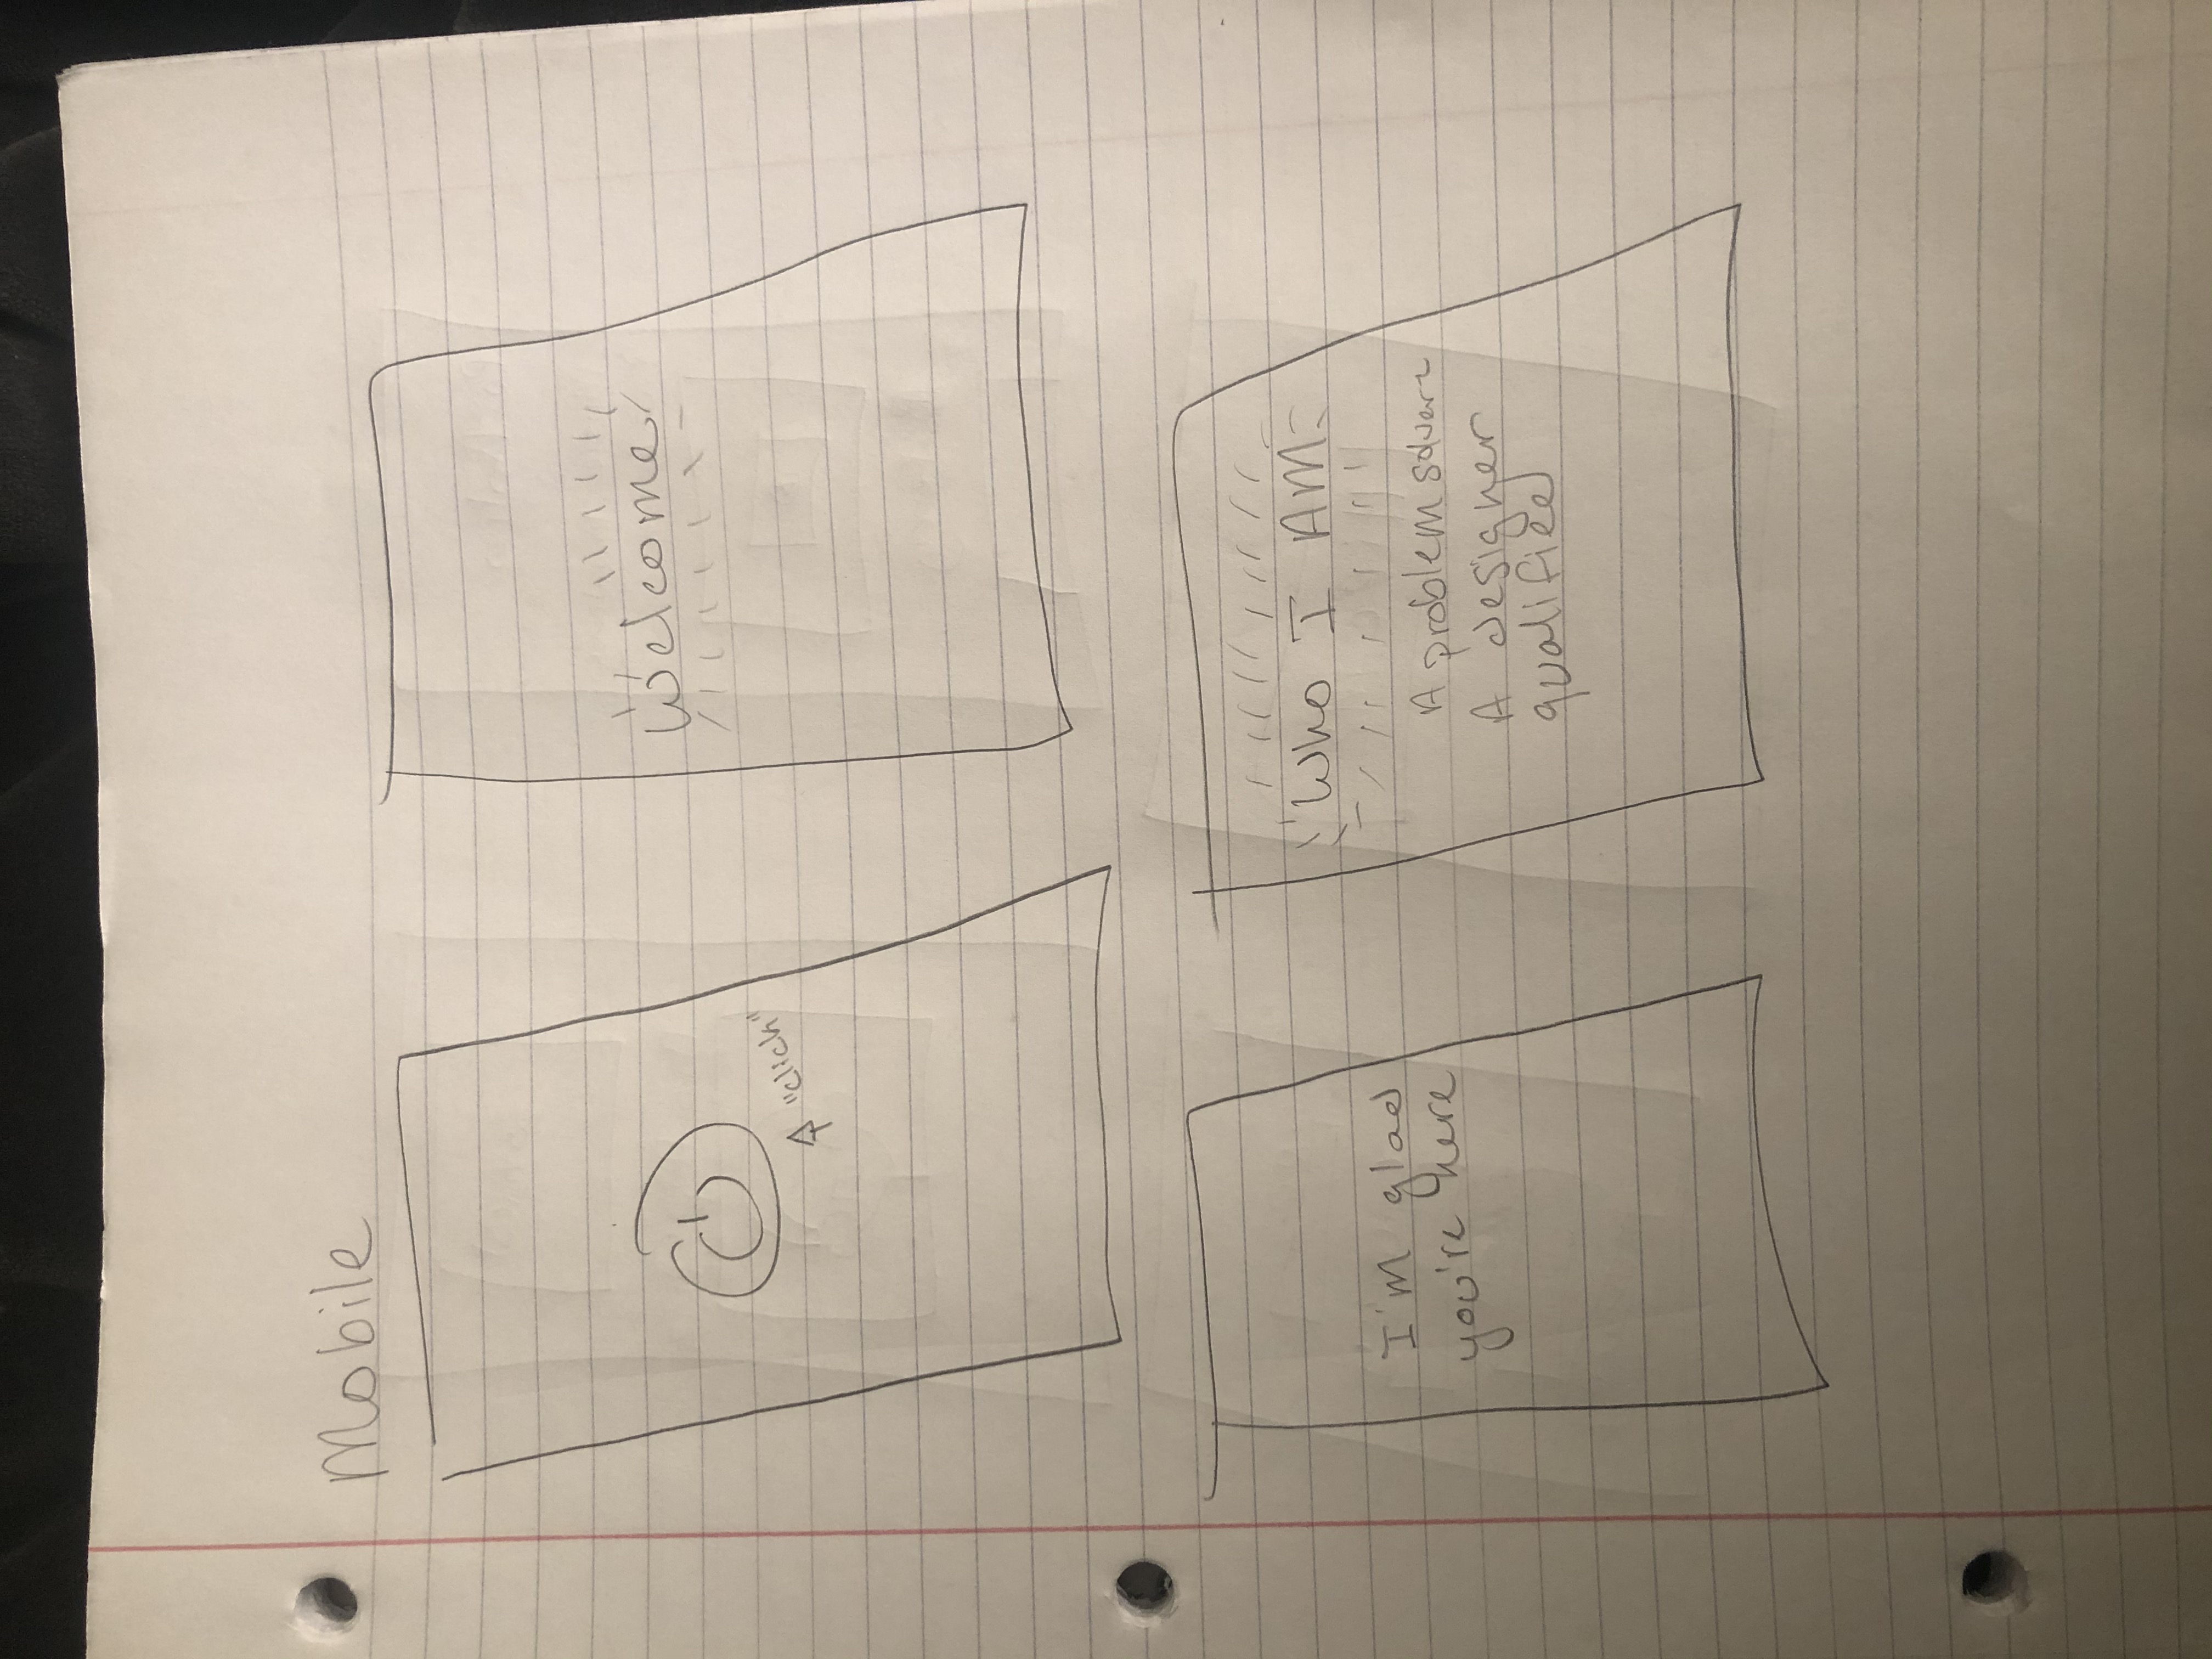 Mobile
"click"
Welcome
I'm glad
you're here
Who I AM
A problem solver
A designer
qualified